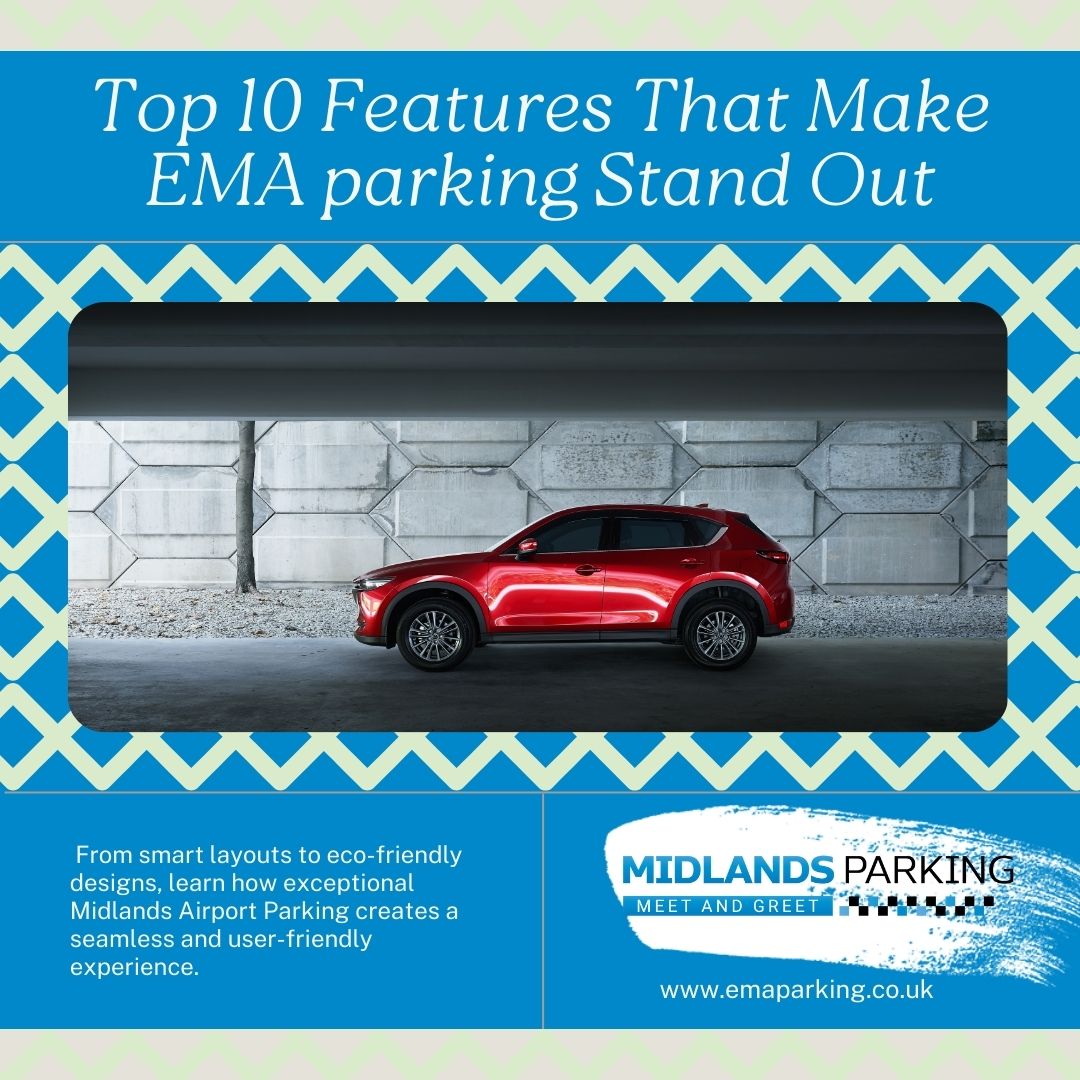 Top 10 Features That Make
EMA parking Stand Out
From smart layouts to eco-friendly
designs, learn how exceptional
Midlands Airport Parking creates a
seamless and user-friendly
experience.
MIDLANDS PARKING
MEET AND GREET
www.emaparking.co.uk